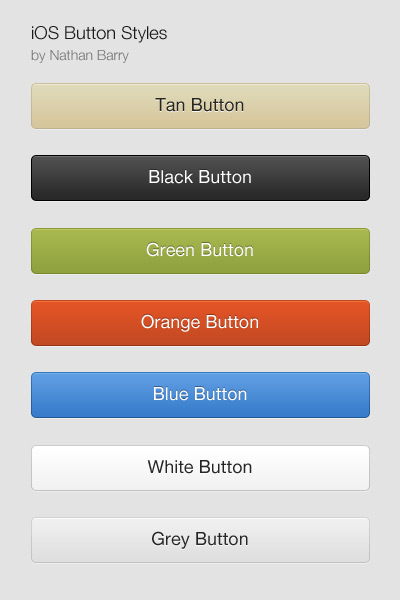 iOS Button Styles
by Nathan Barry
Tan Button
Black Button
Green Button
Orange Button
Blue Button
White Button
Grey Button